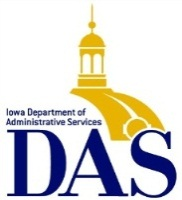 Iowa Department of
Administrative Services
DAS